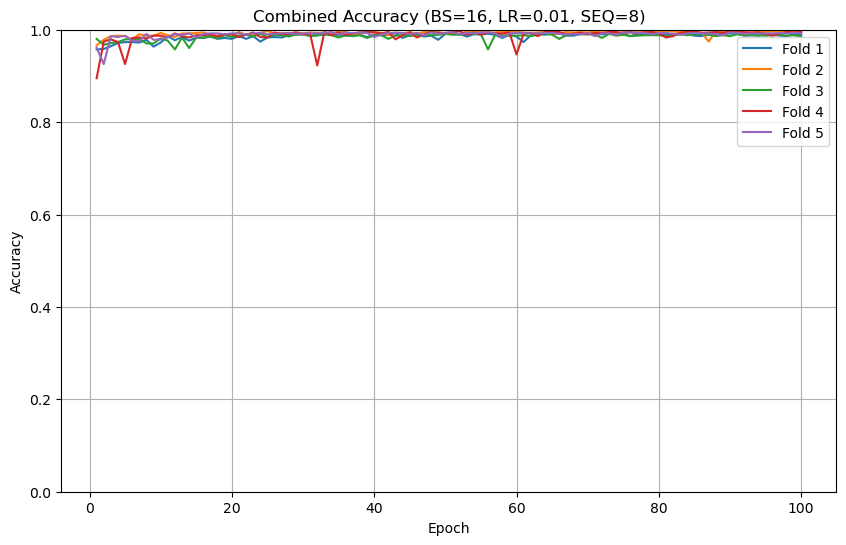 Combined Accuracy (BS=16, LR=0.01, SEQ=8)
Accuracy
1.0
0.8
0.6
0.4
0.2
0.0
Fold 1
Fold 2
Fold 3
Fold 4
Fold 5
0 20 40 60 80 100
Epoch